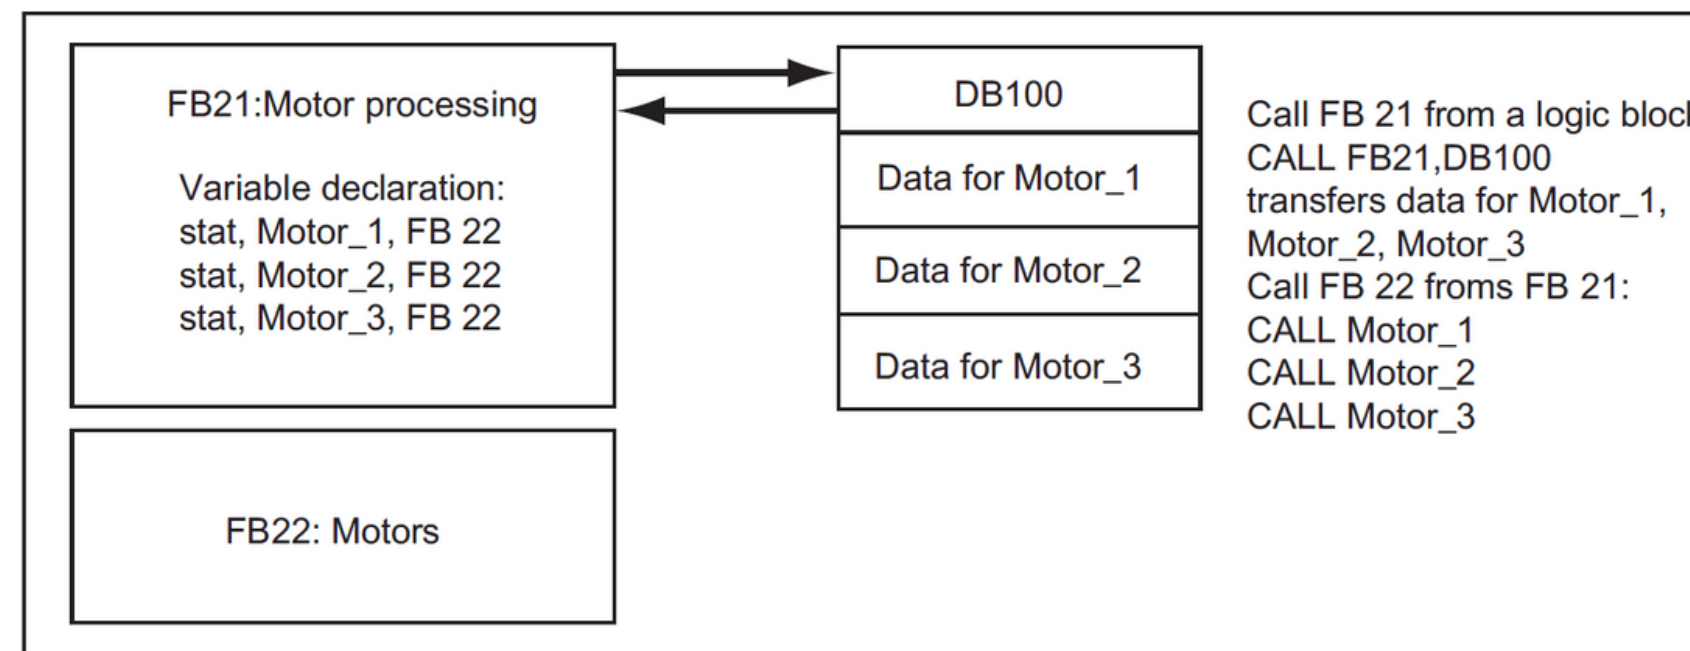 FB21:Motor processing
Variable declaration:
stat, Motor_1, FB 22
stat, Motor_2, FB 22
stat, Motor_3, FB 22
FB22: Motors
DB100
Data for Motor_1
Data for Motor_2
Data for Motor_3
Call FB 21 from a logic
CALL FB21,DB100
transfers data for Motor_1,
Motor_2, Motor_3
Call FB 22 froms FB 21:
CALL Motor_1
CALL Motor_2
CALL Motor_3